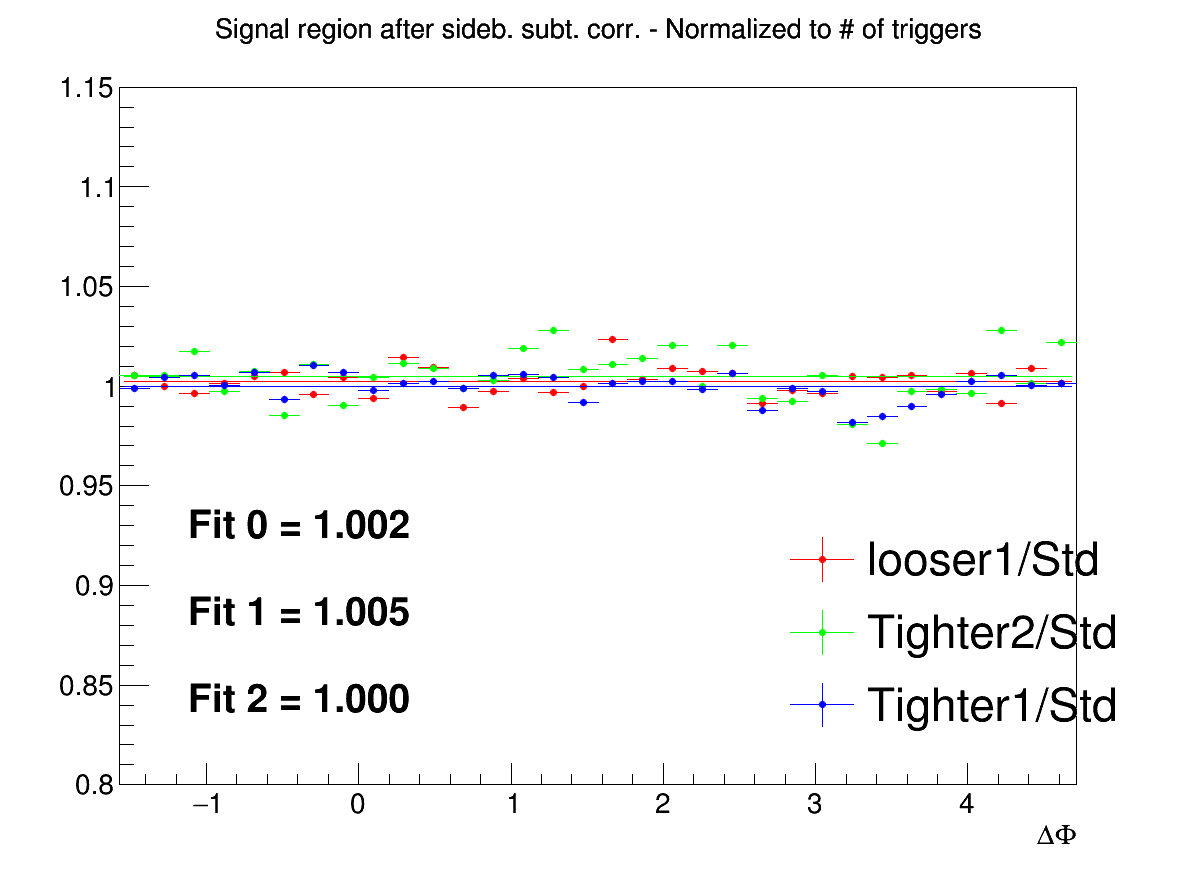 Signal region after sideb. subt. corr. - Normalized to # of triggers
1.15
1.1
1.05
1
0.95
0.9
0.85
0.8
Fit 0 = 1.002
Fit 1 = 1.005
Fit 2 = 1.000
looser1/Std
Tighter2/Std
Tighter1/Std
−1 0 1 2 3 4
ΔΦ